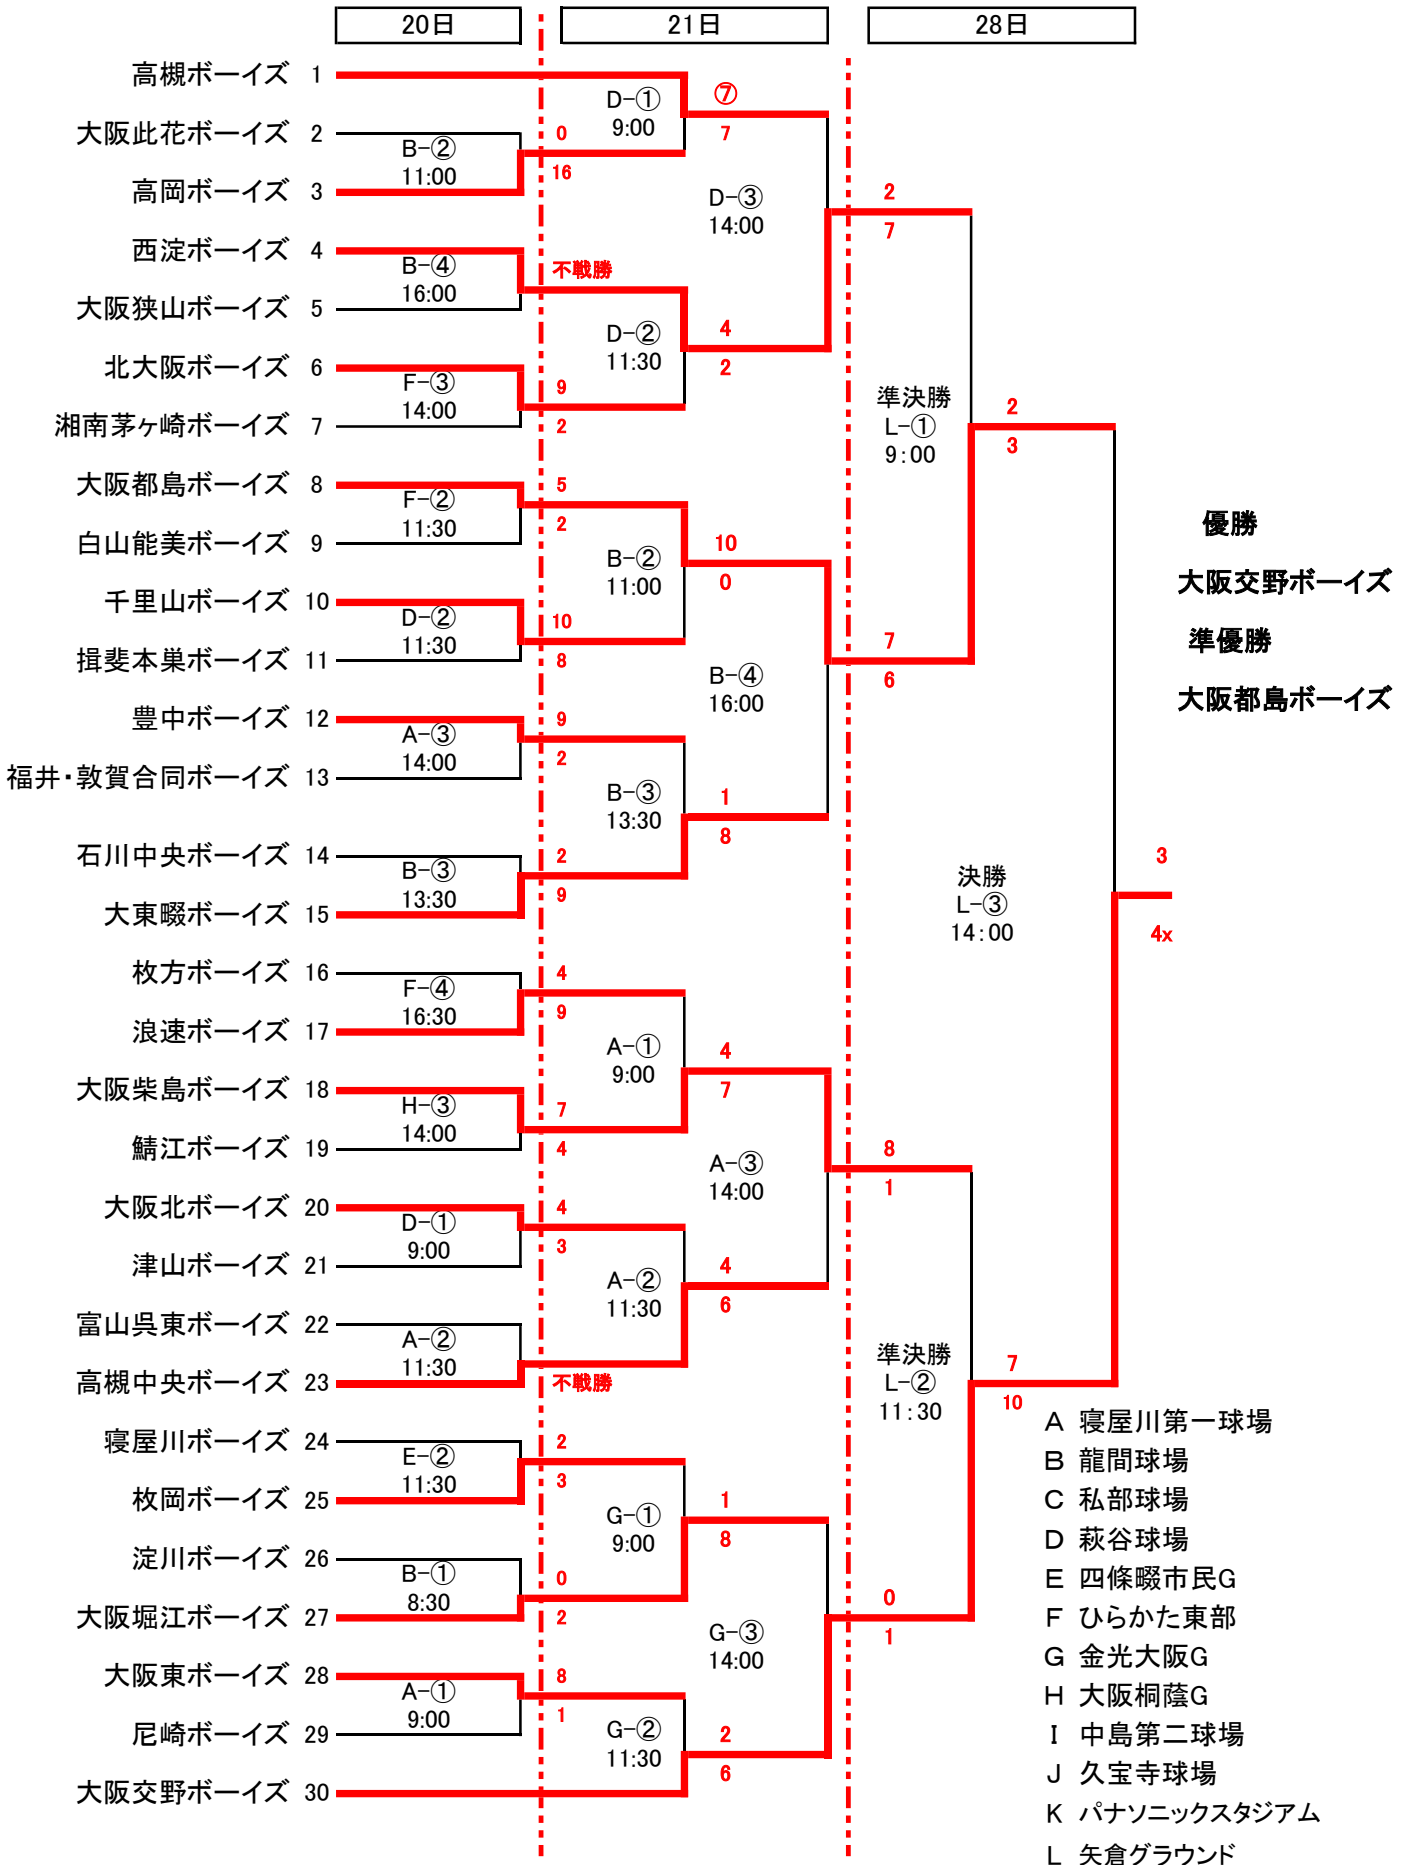 20日
21日
28日
高槻ボーイズ 1
大阪此花ボーイズ 2
高岡ボーイズ 3
西淀ボーイズ 4
大阪狭山ボーイズ 5
北大阪ボーイズ 6
湘南茅ヶ崎ボーイズ 7
大阪都島ボーイズ 8
白山能美ボーイズ 9
千里山ボーイズ 10
揖斐本巣ボーイズ 11
豊中ボーイズ 12
福井・敦賀合同ボーイズ 13
石川中央ボーイズ 14
大東畷ボーイズ 15
枚方ボーイズ 16
浪速ボーイズ 17
大阪柴島ボーイズ 18
鯖江ボーイズ 19
大阪北ボーイズ 20
津山ボーイズ 21
富山呉東ボーイズ 22
高槻中央ボーイズ 23
寝屋川ボーイズ 24
枚岡ボーイズ 25
淀川ボーイズ 26
大阪堀江ボーイズ 27
大阪東ボーイズ 28
尼崎ボーイズ 29
大阪交野ボーイズ 30
B-②
11:00
B-④
16:00
F-③
14:00
F-②
11:30
D-②
11:30
A-③
14:00
B-③
13:30
F-④
16:30
H-③
14:00
D-①
9:00
A-②
11:30
E-②
11:30
B-①
8:30
A-①
9:00
0
16
不戦勝
9
2
5
2
10
8
9
2
2
9
4
9
7
4
4
3
不戦勝
2
3
0
2
8
1
D-①
9:00
D-②
11:30
B-②
11:00
B-③
13:30
A-①
9:00
A-②
11:30
G-①
9:00
G-②
11:30
⑦
7
4
2
10
0
1
8
4
7
4
6
1
8
2
6
D-③
14:00
B-④
16:00
A-③
14:00
G-③
14:00
2
7
7
6
8
1
0
1
準決勝
L-①
9:00
準決勝
L-②
11:30
2
3
7
10
決勝
L-③
14:00
3
4x
優勝
大阪交野ボーイズ
準優勝
大阪都島ボーイズ
A 寝屋川第一球場
B 龍間球場
C 私部球場
D 萩谷球場
E 四條畷市民G
F ひらかた東部
G 金光大阪G
H 大阪桐蔭G
I 中島第二球場
J 久宝寺球場
K パナソニックスタジアム
L 矢倉グラウンド